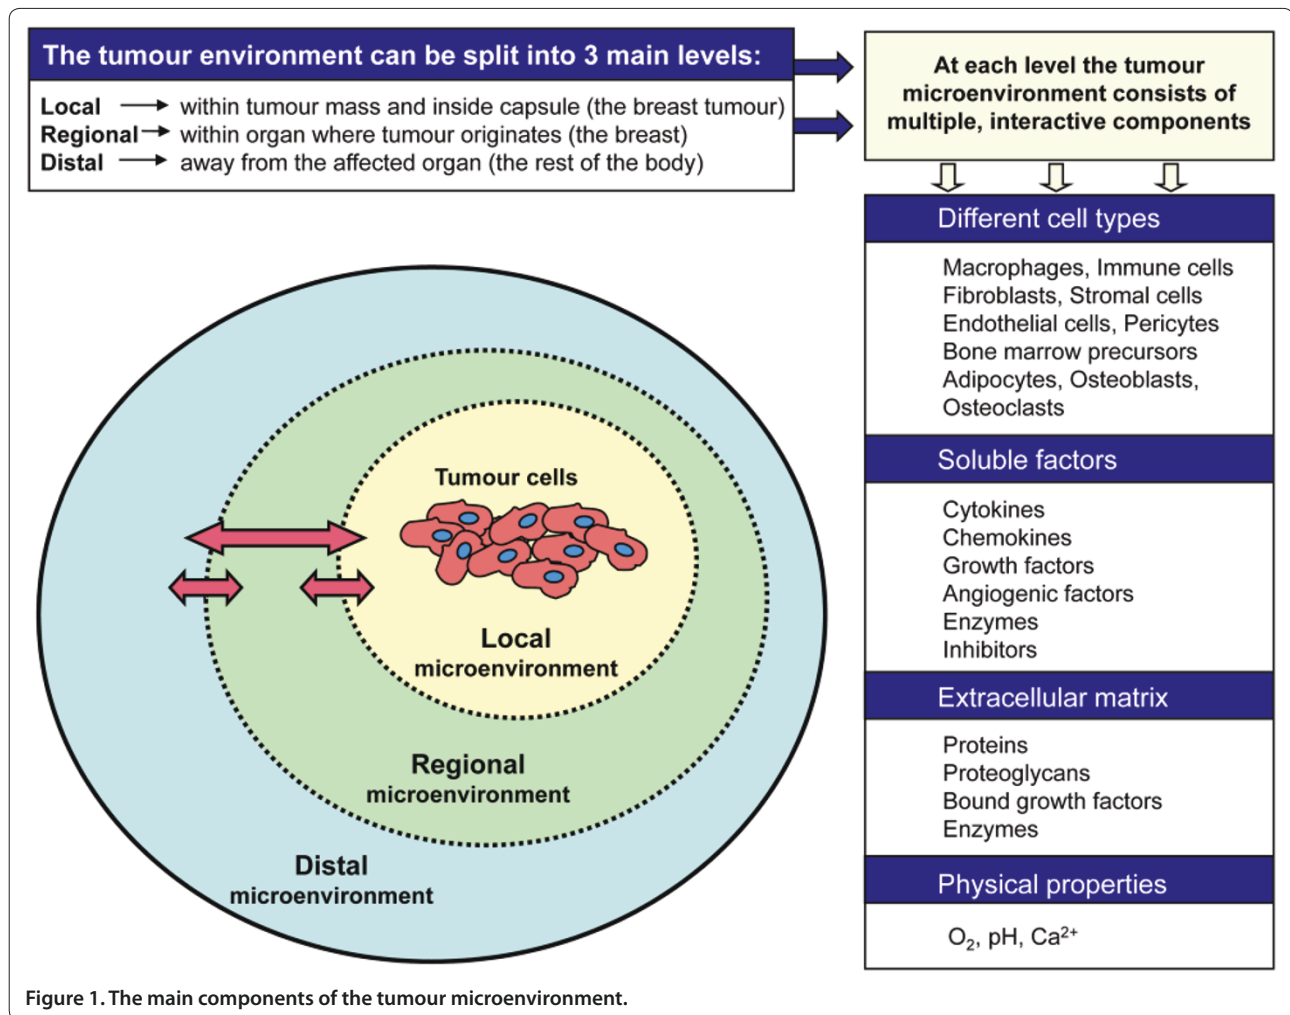 The tumour environment can be split into 3 main levels:
Local within tumour mass and inside capsule (the breast tumour)
Regional within organ where tumour originates (the breast)
Distal away from the affected organ (the rest of the body)
At each level the tumour
microenvironment consists of
multiple, interactive components
Different cell types
Macrophages, Immune cells
Fibroblasts, Stromal cells
Endothelial cells, Pericytes
Bone marrow precursors
Adipocytes, Osteoblasts,
Osteoclasts
Soluble factors
Cytokines
Chemokines
Growth factors
Angiogenic factors
Enzymes
Inhibitors
Extracellular matrix
Proteins
Proteoglycans
Bound growth factors
Enzymes
Physical properties
O₂, pH, Ca²⁺
Tumour cells
Local
microenvironment
Regional
microenvironment
Distal
microenvironment
Figure 1. The main components of the tumour microenvironment.